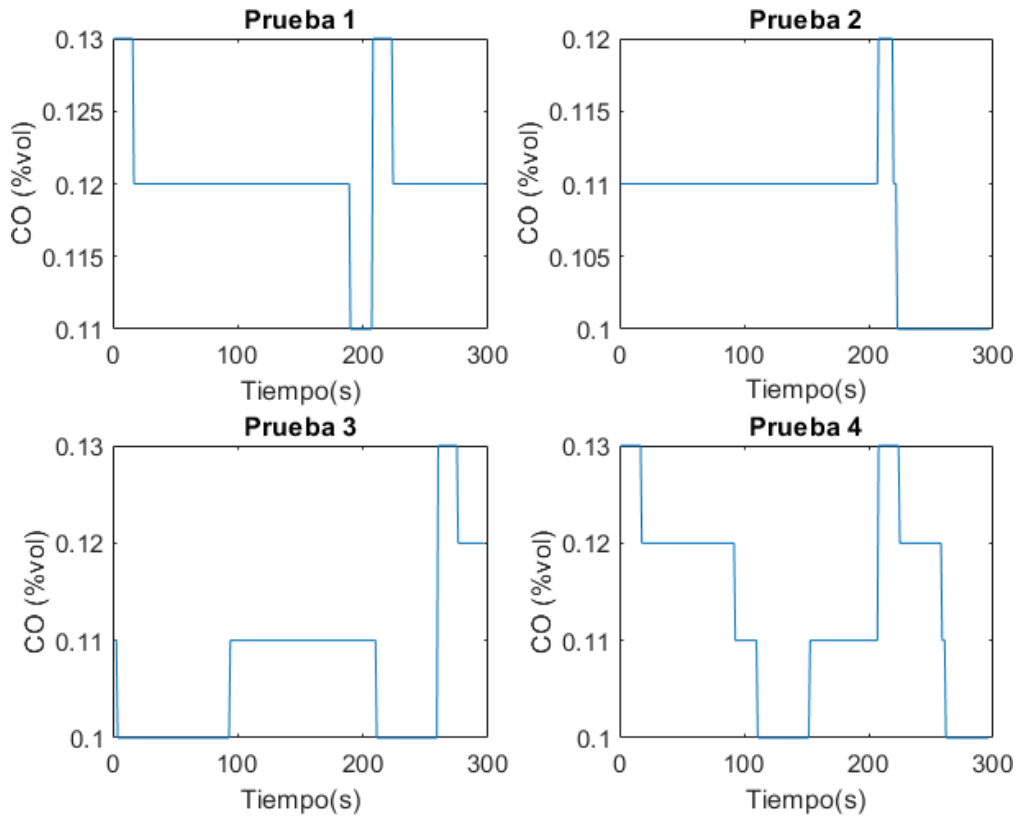 Prueba 1
0.13
0.125
0.12
0.115
0.11
CO (%vol)
0 100 200 300
Tiempo(s)
Prueba 2
0.12
0.115
0.11
0.105
0.1
CO (%vol)
0 100 200 300
Tiempo(s)
Prueba 3
0.13
0.12
0.11
0.1
CO (%vol)
0 100 200 300
Tiempo(s)
Prueba 4
0.13
0.12
0.11
0.1
CO (%vol)
0 100 200 300
Tiempo(s)